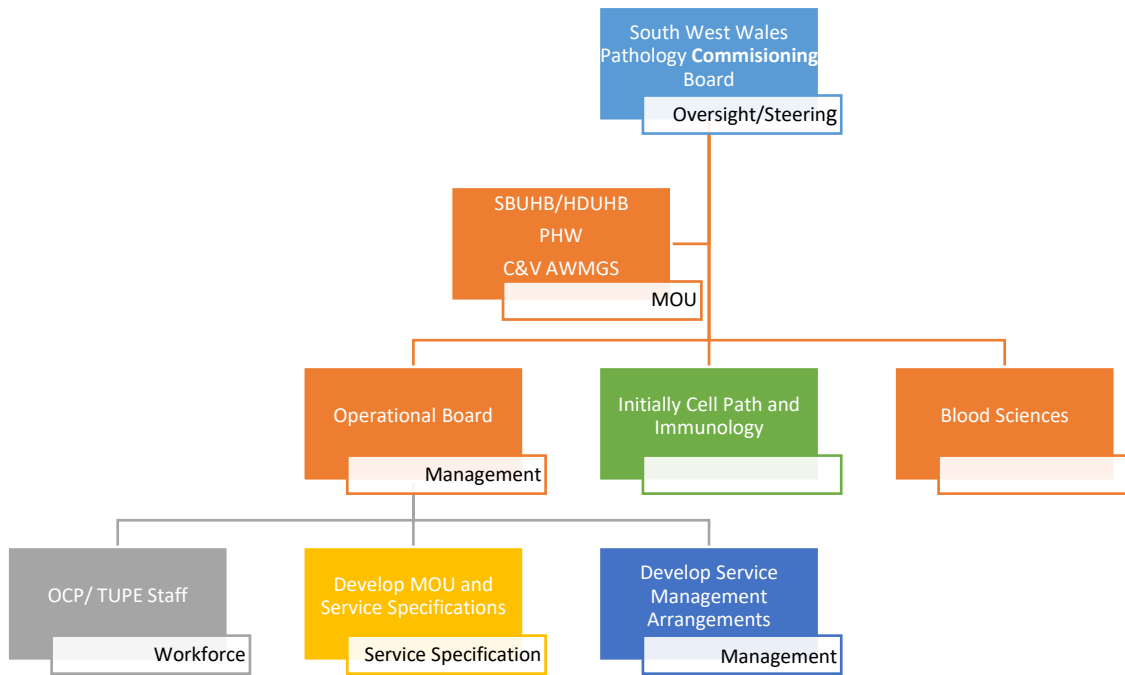 South West Wales
Pathology Commisioning
Board
Oversight/Steering
SBUHB/HDUHB
PHW
C&V AWMGS
MOU
Operational Board
Management
Initially Cell Path and
Immunology
Blood Sciences
OCP/ TUPE Staff
Workforce
Develop MOU and
Service Specifications
Service Specification
Develop Service
Management
Arrangements
Management